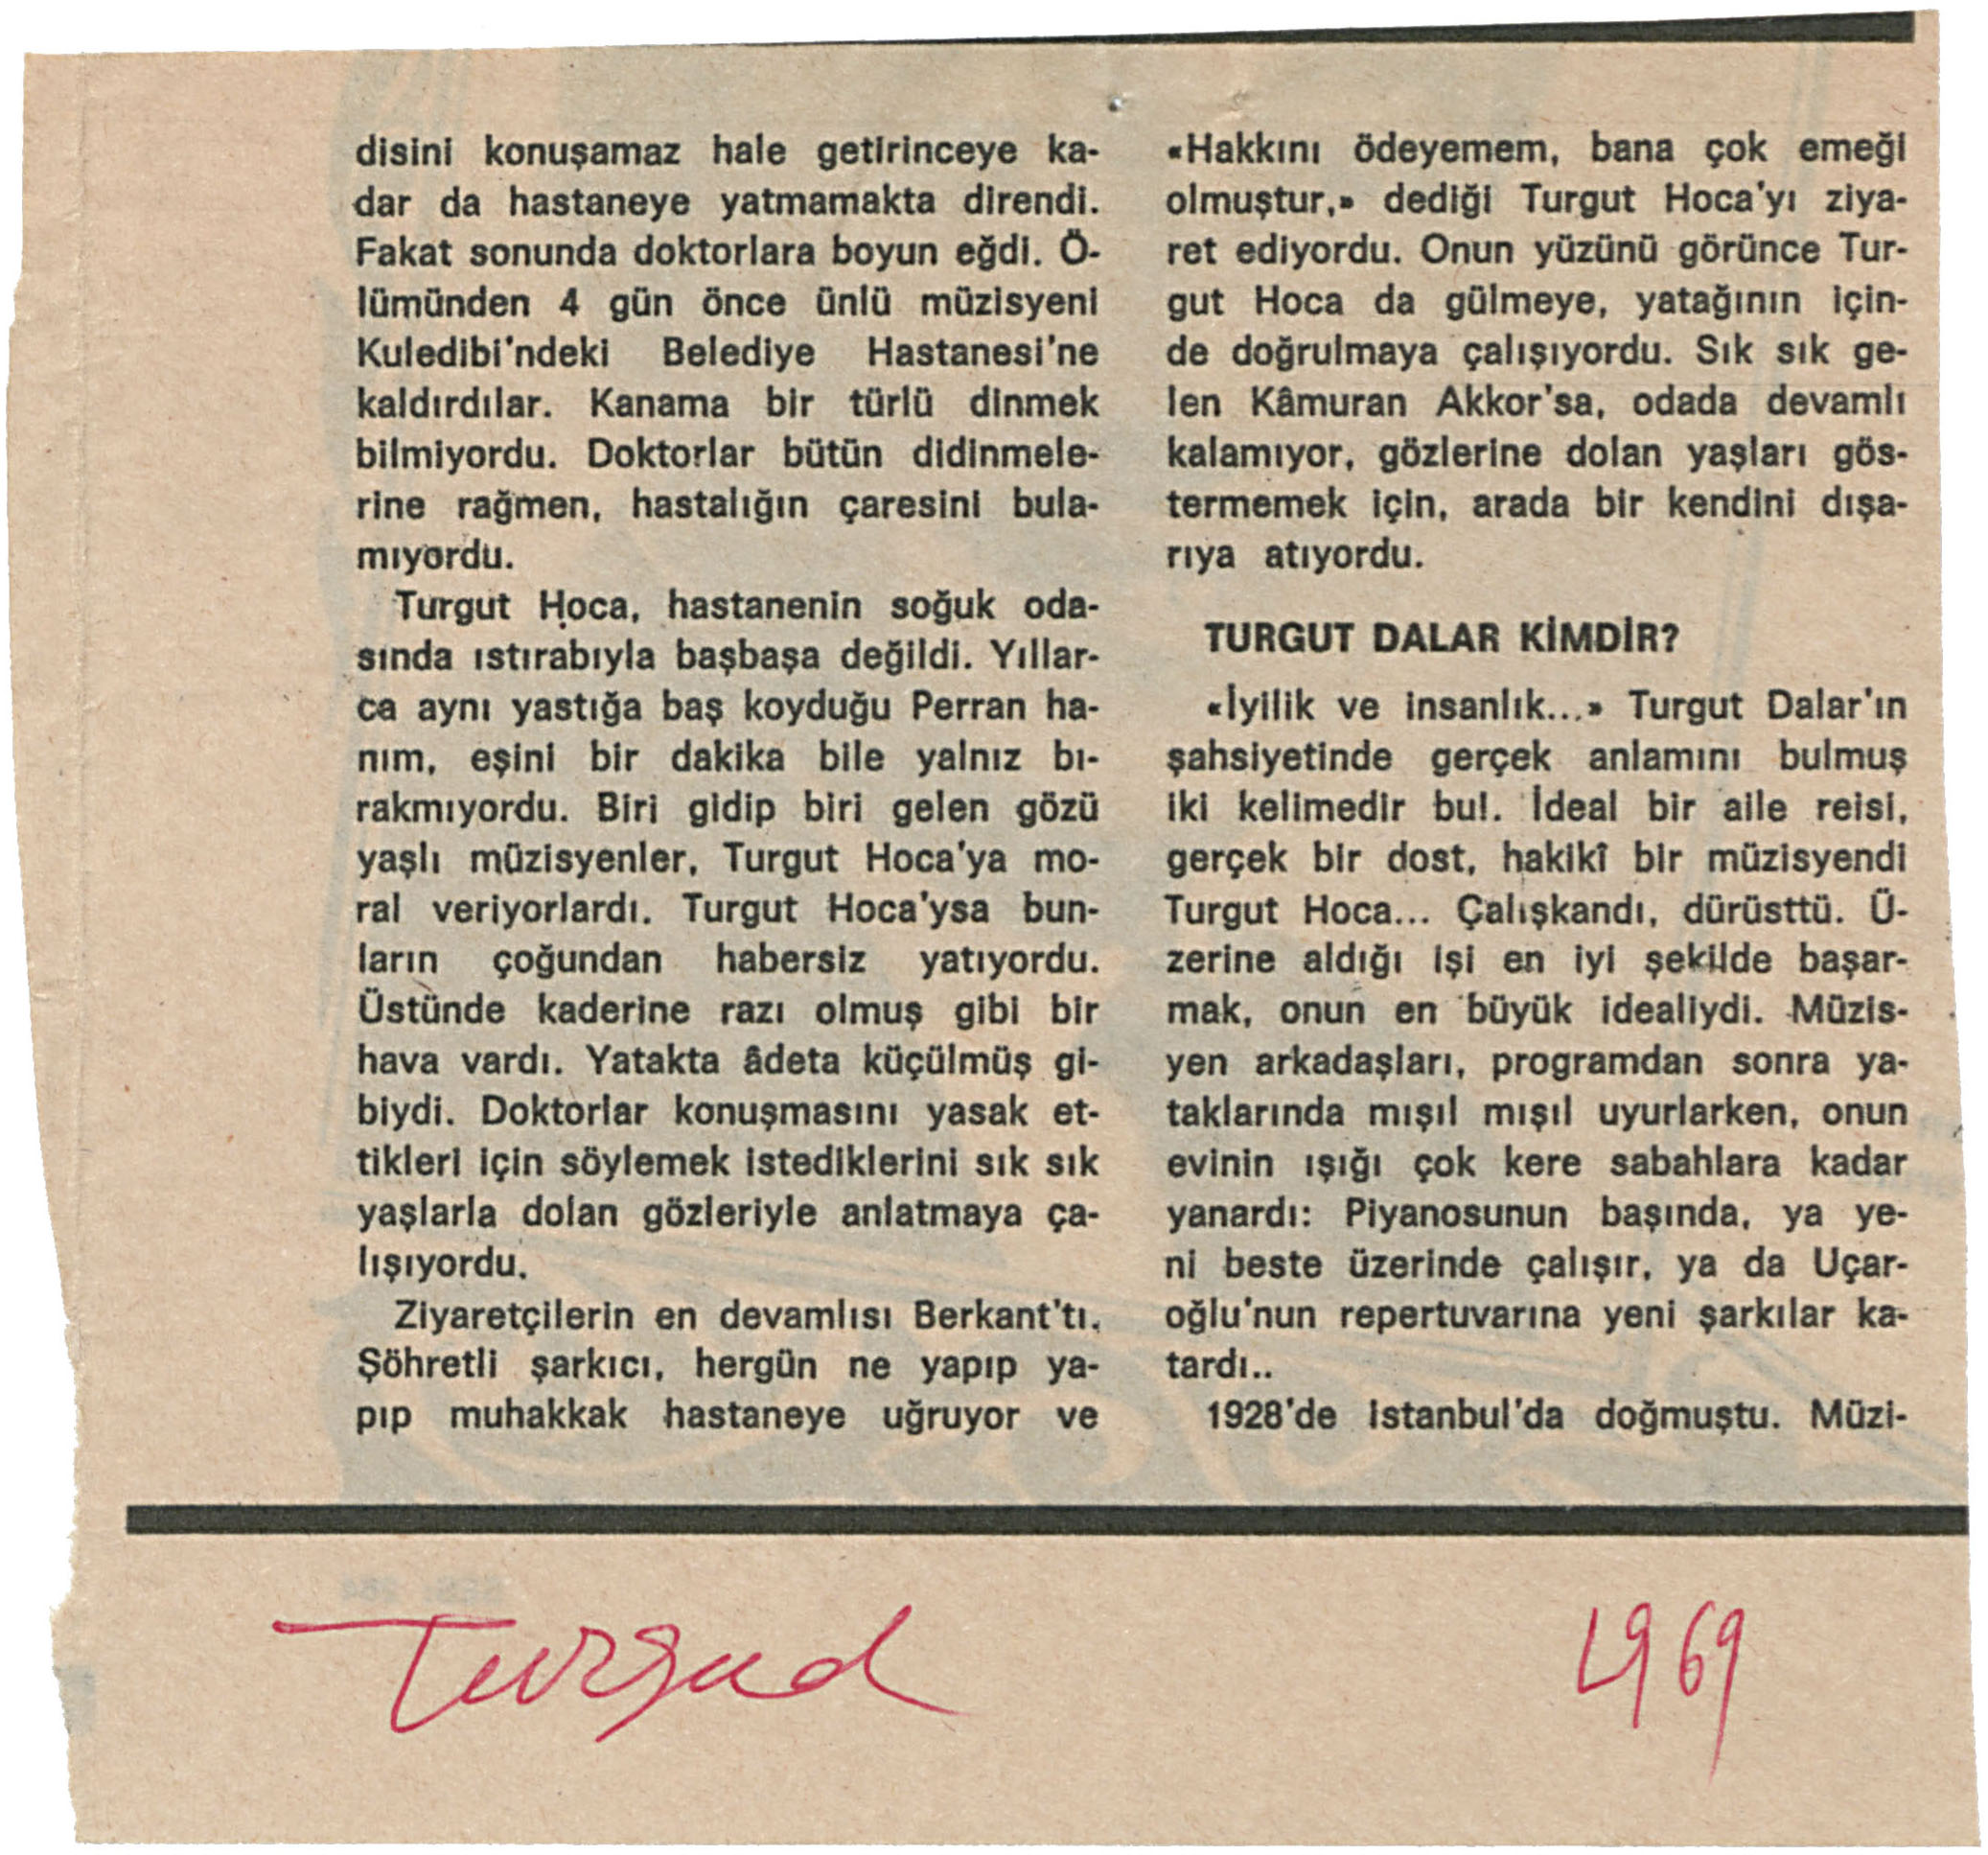 disini konuşamaz hale getirinceye ka-
dar da hastaneye yatmamakta direndi.
Fakat sonunda doktorlara boyun eğdi. Ö-
lümünden 4 gün önce ünlü müzisyeni
Kuledibi'ndeki Belediye Hastanesi'ne
kaldırdılar. Kanama bir türlü dinmek
bilmiyordu. Doktorlar bütün didinmele-
rine rağmen, hastalığın çaresini bula-
mıyordu.
Turgut Hoca, hastanenin soğuk oda-
sında ıstırabıyla başbaşa değildi. Yıllar-
ca aynı yastığa baş koyduğu Perran ha-
nım, eşini bir dakika bile yalnız bı-
rakmıyordu. Biri gidip biri gelen gözü
yaşlı müzisyenler, Turgut Hoca'ya mo-
ral veriyorlardı. Turgut Hoca'ysa bun-
ların çoğundan habersiz yatıyordu.
Üstünde kaderine razı olmuş gibi bir
hava vardı. Yatakta âdeta küçülmüş gi-
biydi. Doktorlar konuşmasını yasak et-
tikleri için söylemek istediklerini sık sık
yaşlarla dolan gözleriyle anlatmaya ça-
lışıyordu.
Ziyaretçilerin en devamlısı Berkant'tı.
Şöhretli şarkıcı, hergün ne yapıp ya-
pıp muhakkak hastaneye uğruyor ve
«Hakkını ödeyemem, bana çok emeği
olmuştur,» dediği Turgut Hoca'yı ziya-
ret ediyordu. Onun yüzünü görünce Tur-
gut Hoca da gülmeye, yatağının için-
de doğrulmaya çalışıyordu. Sık sık ge-
len Kâmuran Akkor'sa, odada devamlı
kalamıyor, gözlerine dolan yaşları gös-
termemek için, arada bir kendini dışa-
rıya atıyordu.
TURGUT DALAR KİMDİR?
«İyilik ve insanlık...» Turgut Dalar'ın
şahsiyetinde gerçek anlamını bulmuş
iki kelimedir bu!. İdeal bir aile reisi,
gerçek bir dost, hakikî bir müzisyendi
Turgut Hoca... Çalışkandı, dürüsttü. Ü-
zerine aldığı işi en iyi şekilde başar-
mak, onun en büyük idealiydi. Müzis-
yen arkadaşları, programdan sonra ya-
taklarında mışıl mışıl uyurlarken, onun
evinin ışığı çok kere sabahlara kadar
yanardı: Piyanosunun başında, ya ye-
ni beste üzerinde çalışır, ya da Uçar-
oğlu'nun repertuvarına yeni şarkılar ka-
tardı..
1928'de Istanbul'da doğmuştu. Müzi-
Turgud 1969